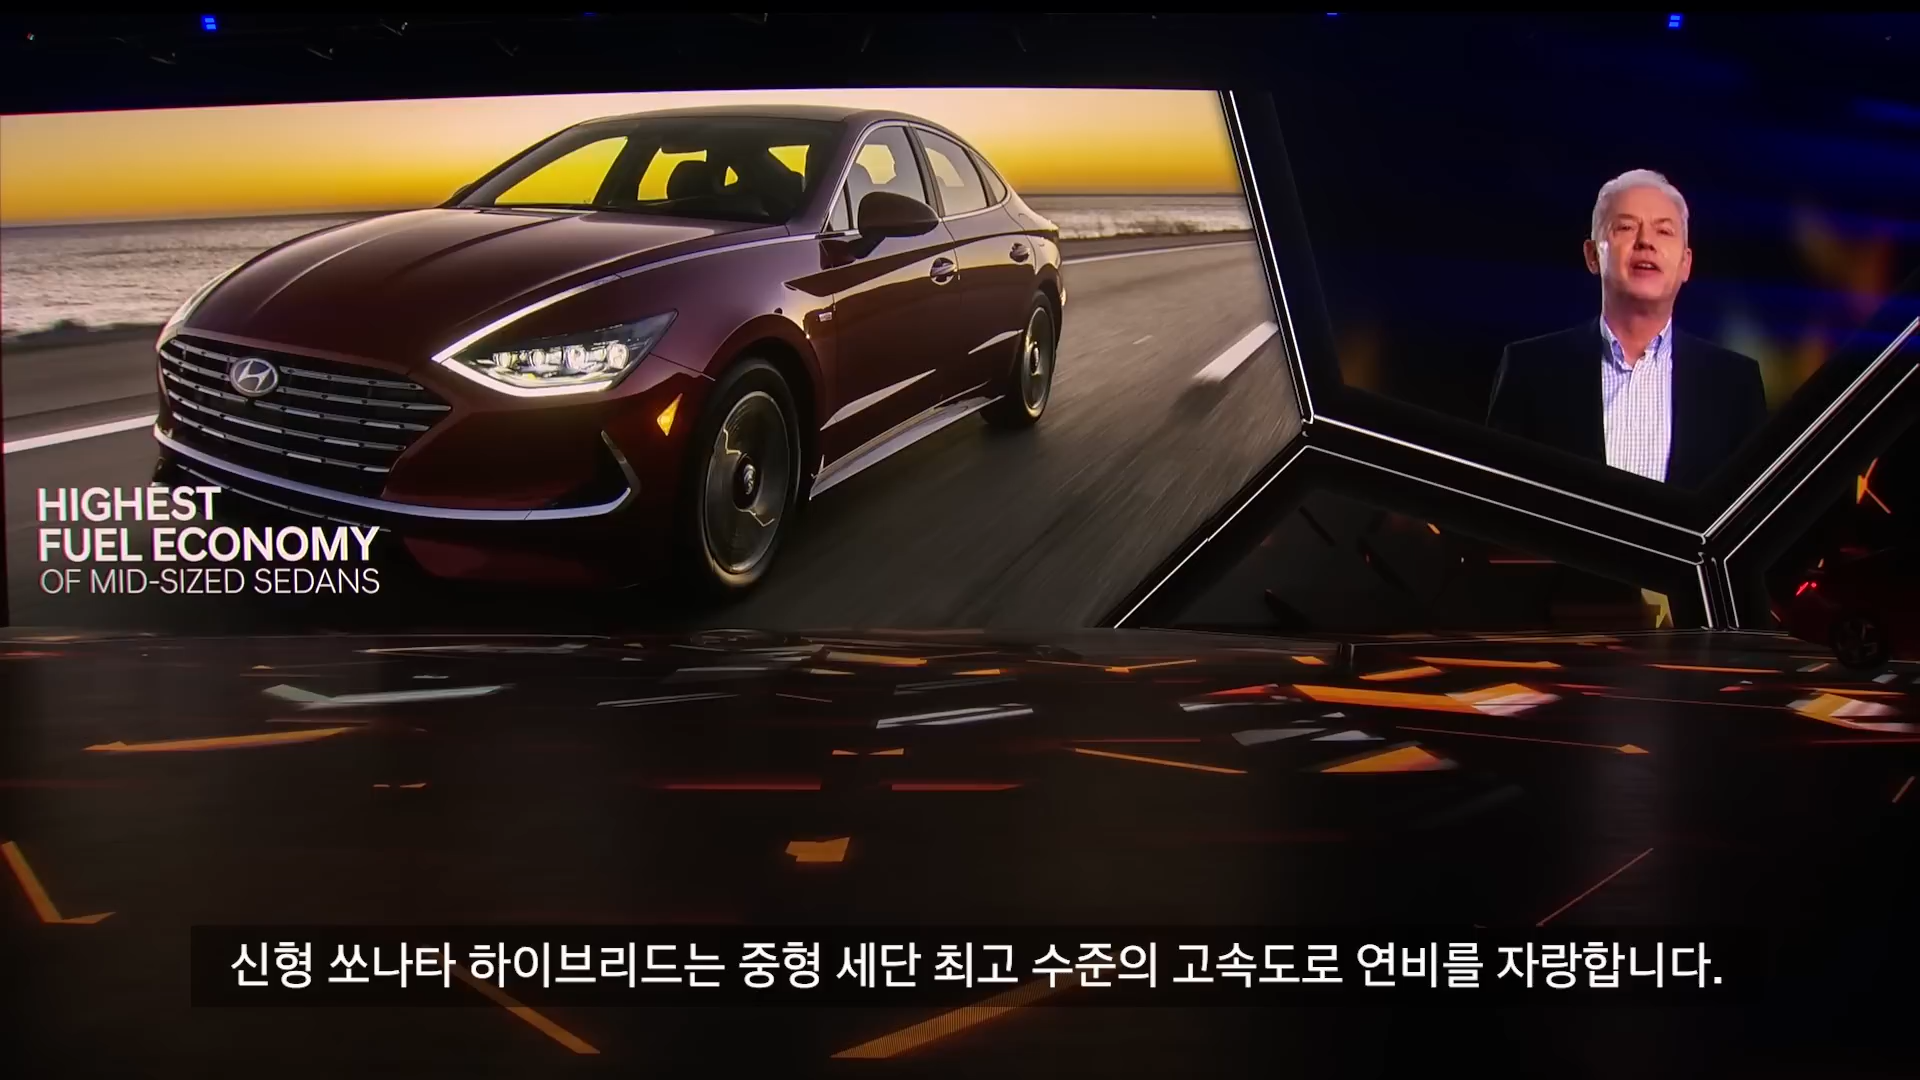 HIGHEST
FUEL ECONOMY
OF MID-SIZED SEDANS
신형 쏘나타 하이브리드는 중형 세단 최고 수준의 고속도로 연비를 자랑합니다.